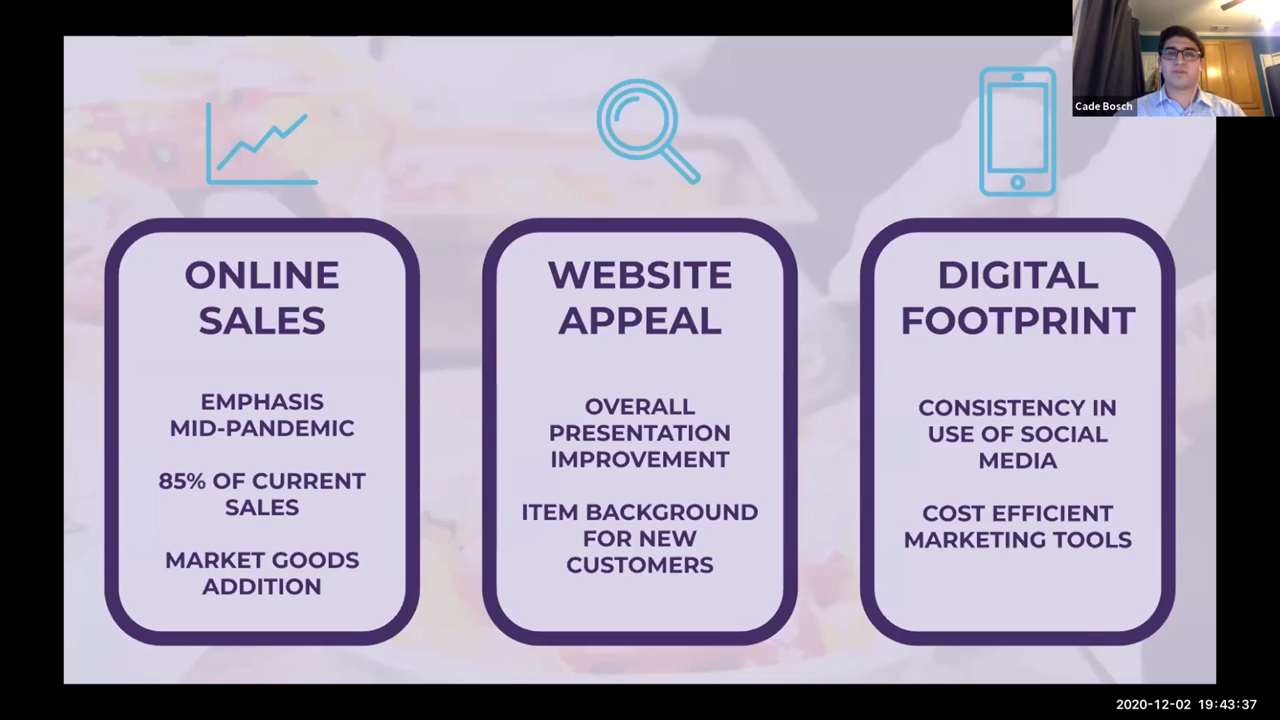 Cade Bosch
ONLINE
SALES
EMPHASIS
MID-PANDEMIC
85% OF CURRENT
SALES
MARKET GOODS
ADDITION
WEBSITE
APPEAL
OVERALL
PRESENTATION
IMPROVEMENT
ITEM BACKGROUND
FOR NEW
CUSTOMERS
DIGITAL
FOOTPRINT
CONSISTENCY IN
USE OF SOCIAL
MEDIA
COST EFFICIENT
MARKETING TOOLS
2020-12-02 19:43:37